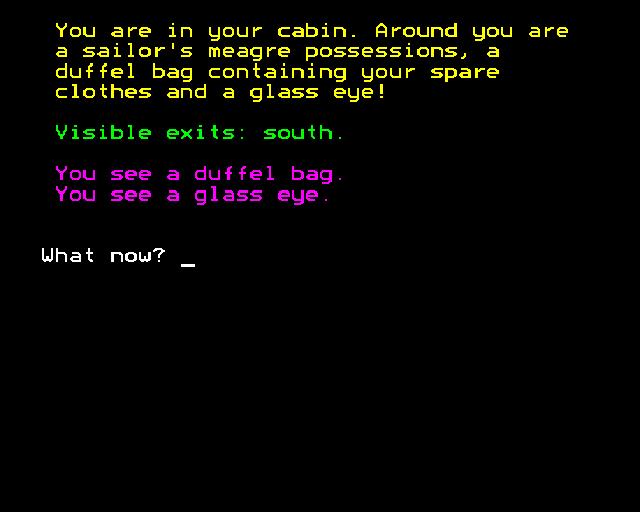 You are in your cabin. Around you are
a sailor's meagre possessions, a
duffel bag containing your spare
clothes and a glass eye!
Visible exits: south.
You see a duffel bag.
You see a glass eye.
What now? _